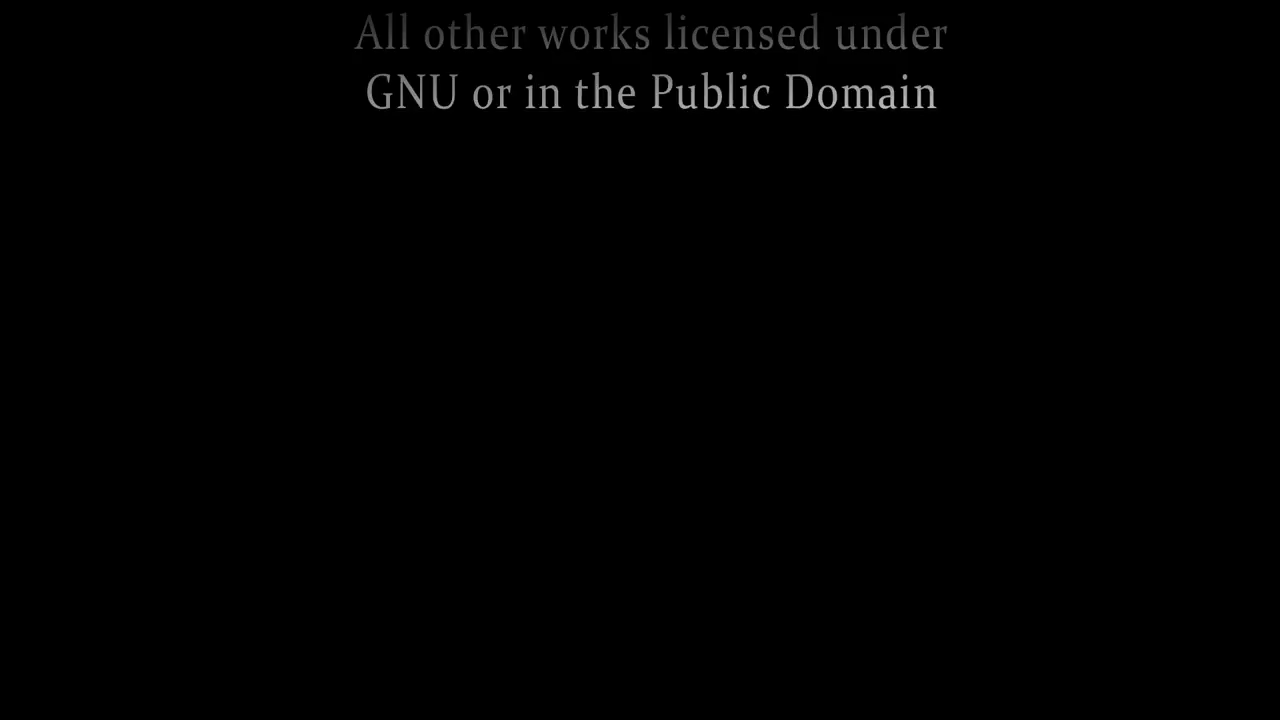 All other works licensed under
GNU or in the Public Domain